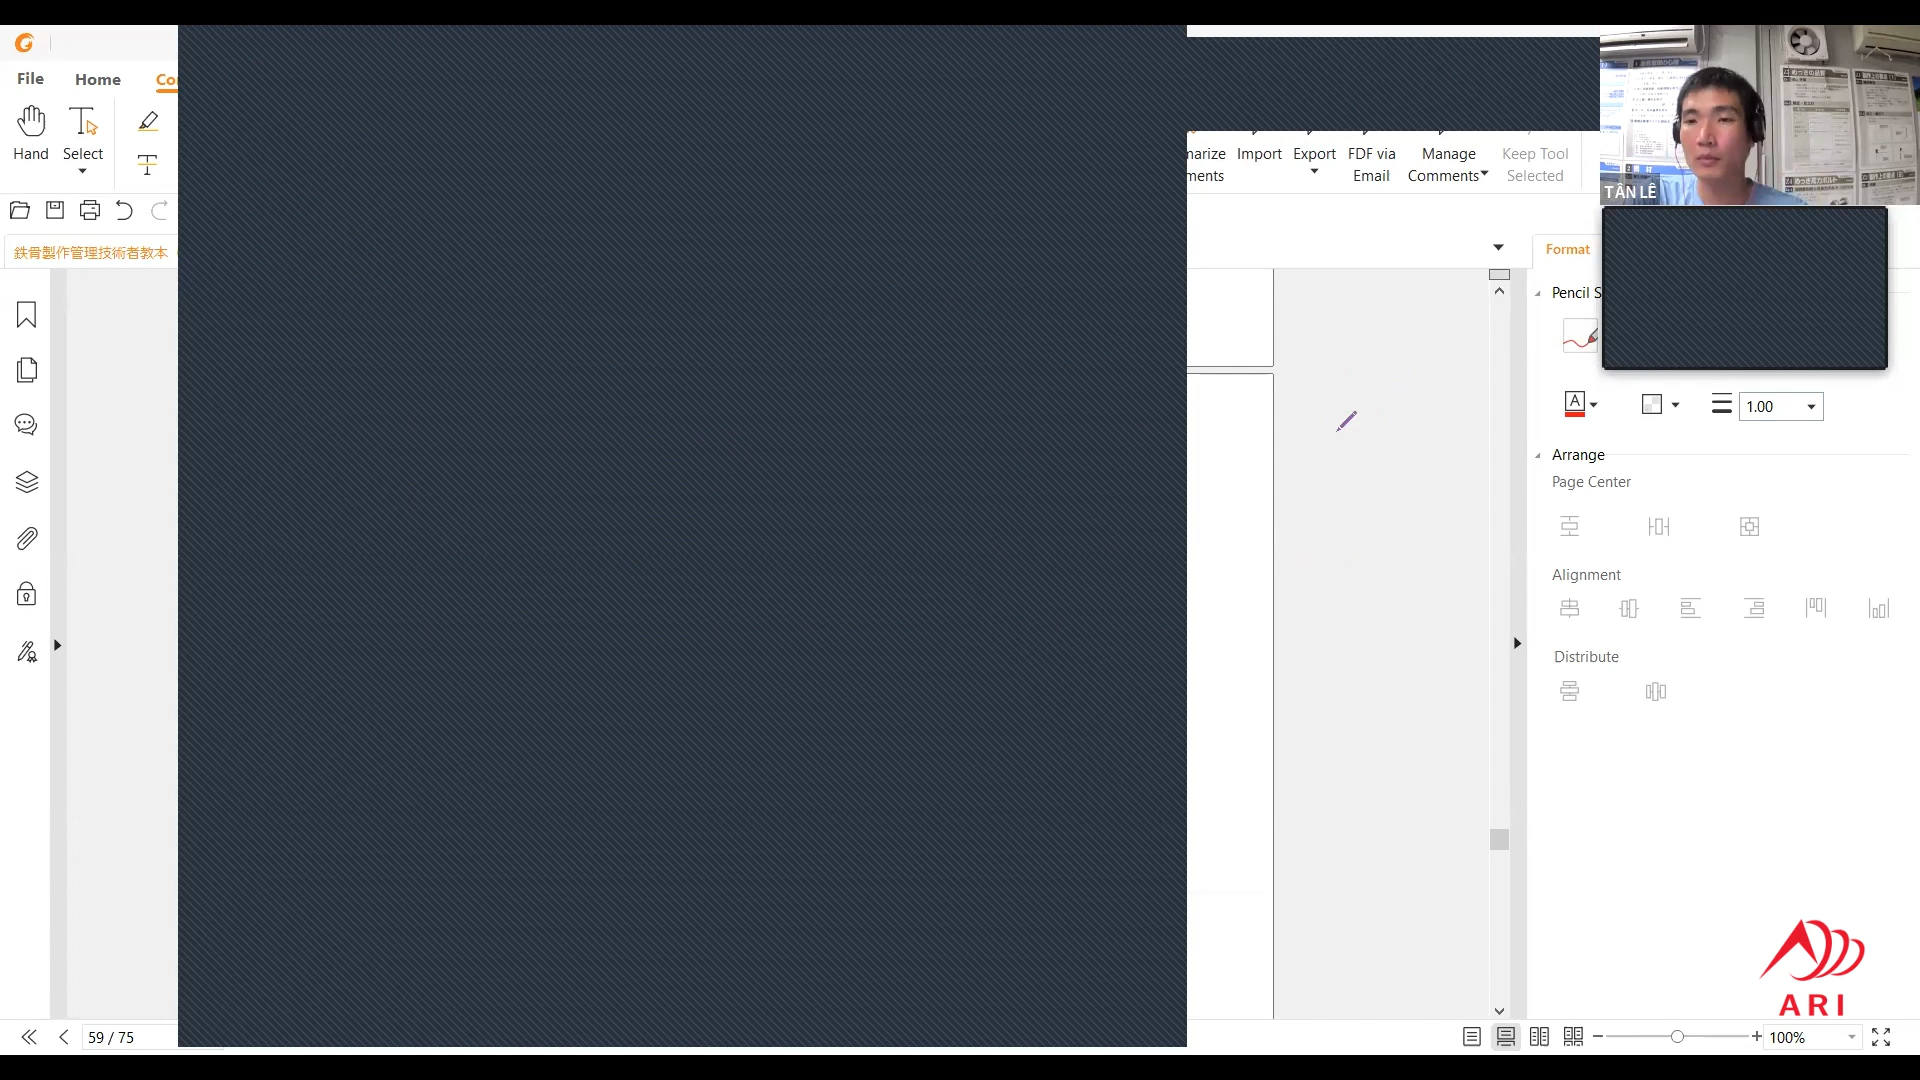 File
Home
Co
Hand
Select
marize
ments
Import
Export
FDF via
Email
Manage
Comments
Keep Tool
Selected
TÂN LÊ
鉄骨製作管理技術者教本
Format
Pencil S
A
1.00
Arrange
Page Center
Alignment
Distribute
ARI
59 / 75
100%